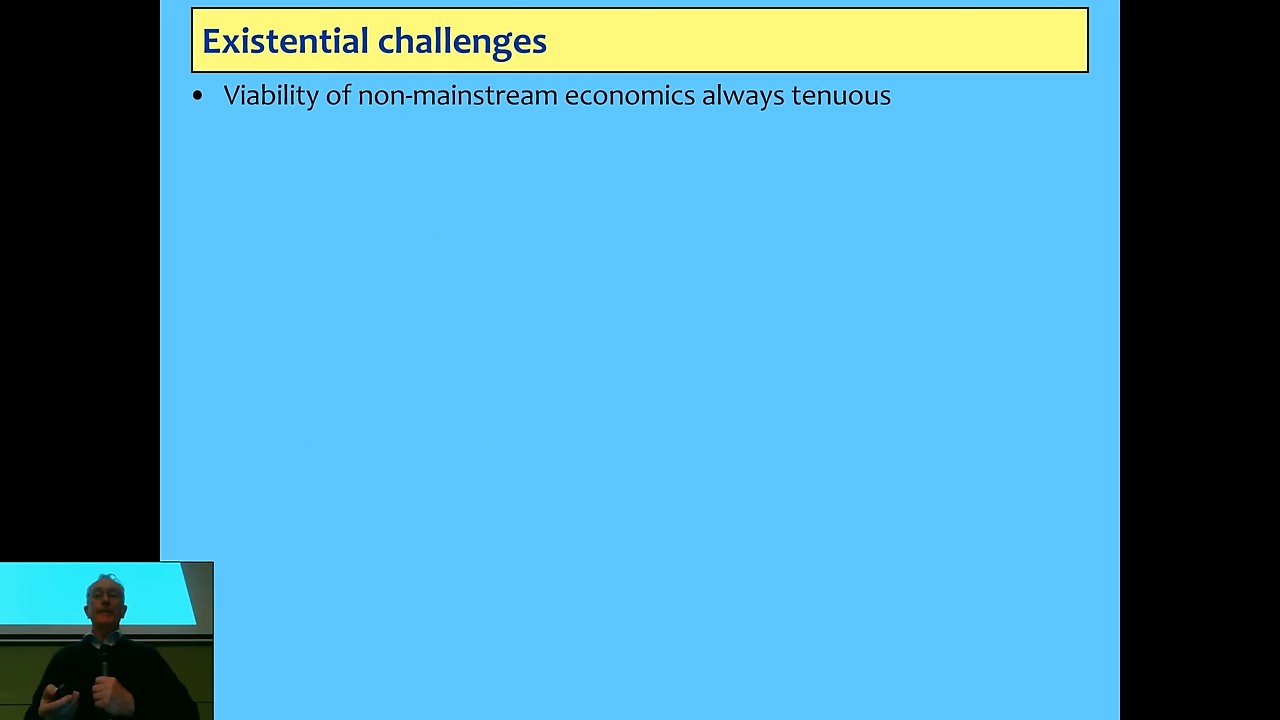 Existential challenges
• Viability of non-mainstream economics always tenuous